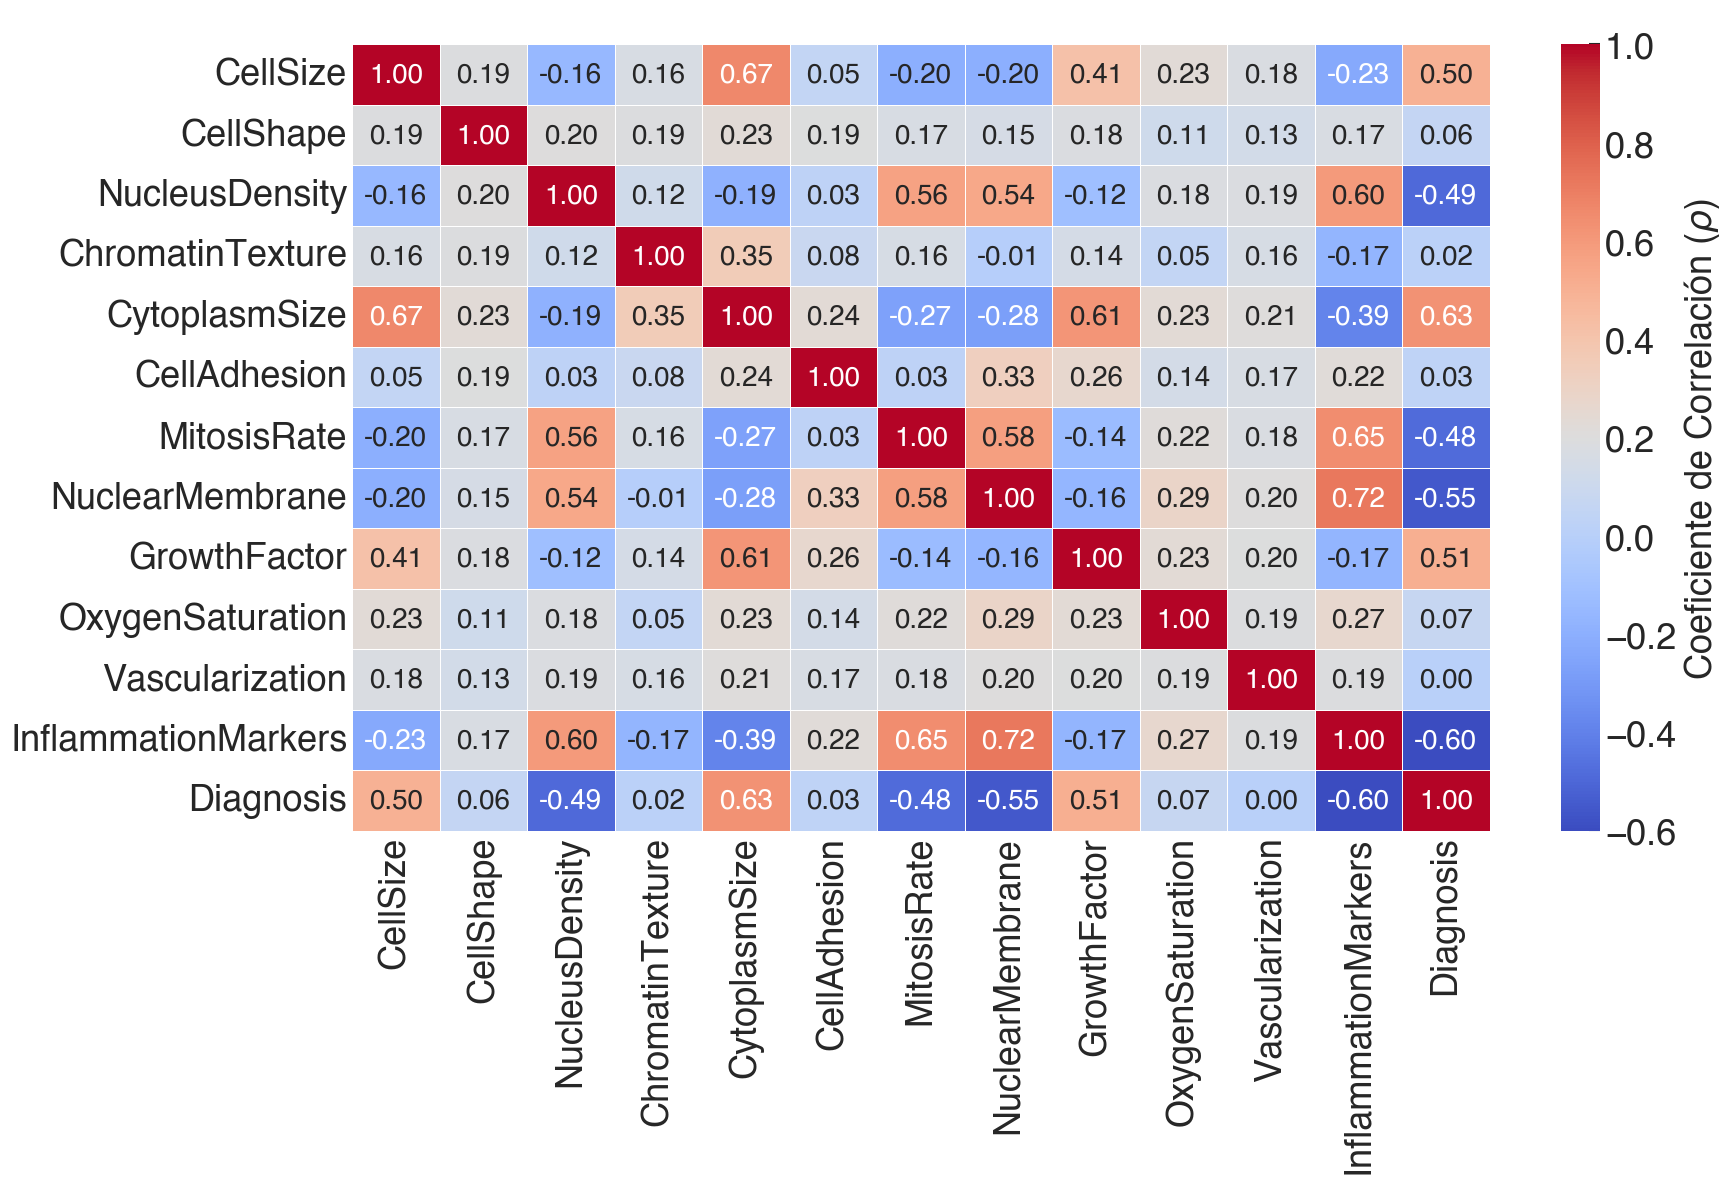 CellSize 1.00 0.19 -0.16 0.16 0.67 0.05 -0.20 -0.20 0.41 0.23 0.18 -0.23 0.50
CellShape 0.19 1.00 0.20 0.19 0.23 0.19 0.17 0.15 0.18 0.11 0.13 0.17 0.06
NucleusDensity -0.16 0.20 1.00 0.12 -0.19 0.03 0.56 0.54 -0.12 0.18 0.19 0.60 -0.49
ChromatinTexture 0.16 0.19 0.12 1.00 0.35 0.08 0.16 -0.01 0.14 0.05 0.16 -0.17 0.02
CytoplasmSize 0.67 0.23 -0.19 0.35 1.00 0.24 -0.27 -0.28 0.61 0.23 0.21 -0.39 0.63
CellAdhesion 0.05 0.19 0.03 0.08 0.24 1.00 0.03 0.33 0.26 0.14 0.17 0.22 0.03
MitosisRate -0.20 0.17 0.56 0.16 -0.27 0.03 1.00 0.58 -0.14 0.22 0.18 0.65 -0.48
NuclearMembrane -0.20 0.15 0.54 -0.01 -0.28 0.33 0.58 1.00 -0.16 0.29 0.20 0.72 -0.55
GrowthFactor 0.41 0.18 -0.12 0.14 0.61 0.26 -0.14 -0.16 1.00 0.23 0.20 -0.17 0.51
OxygenSaturation 0.23 0.11 0.18 0.05 0.23 0.14 0.22 0.29 0.23 1.00 0.19 0.27 0.07
Vascularization 0.18 0.13 0.19 0.16 0.21 0.17 0.18 0.20 0.20 0.19 1.00 0.19 0.00
InflammationMarkers -0.23 0.17 0.60 -0.17 -0.39 0.22 0.65 0.72 -0.17 0.27 0.19 1.00 -0.60
Diagnosis 0.50 0.06 -0.49 0.02 0.63 0.03 -0.48 -0.55 0.51 0.07 0.00 -0.60 1.00
CellSize
CellShape
NucleusDensity
ChromatinTexture
CytoplasmSize
CellAdhesion
MitosisRate
NuclearMembrane
GrowthFactor
OxygenSaturation
Vascularization
InflammationMarkers
Diagnosis
1.0
0.8
0.6
0.4
0.2
0.0
−0.2
−0.4
−0.6
Coeficiente de Correlación (ρ)